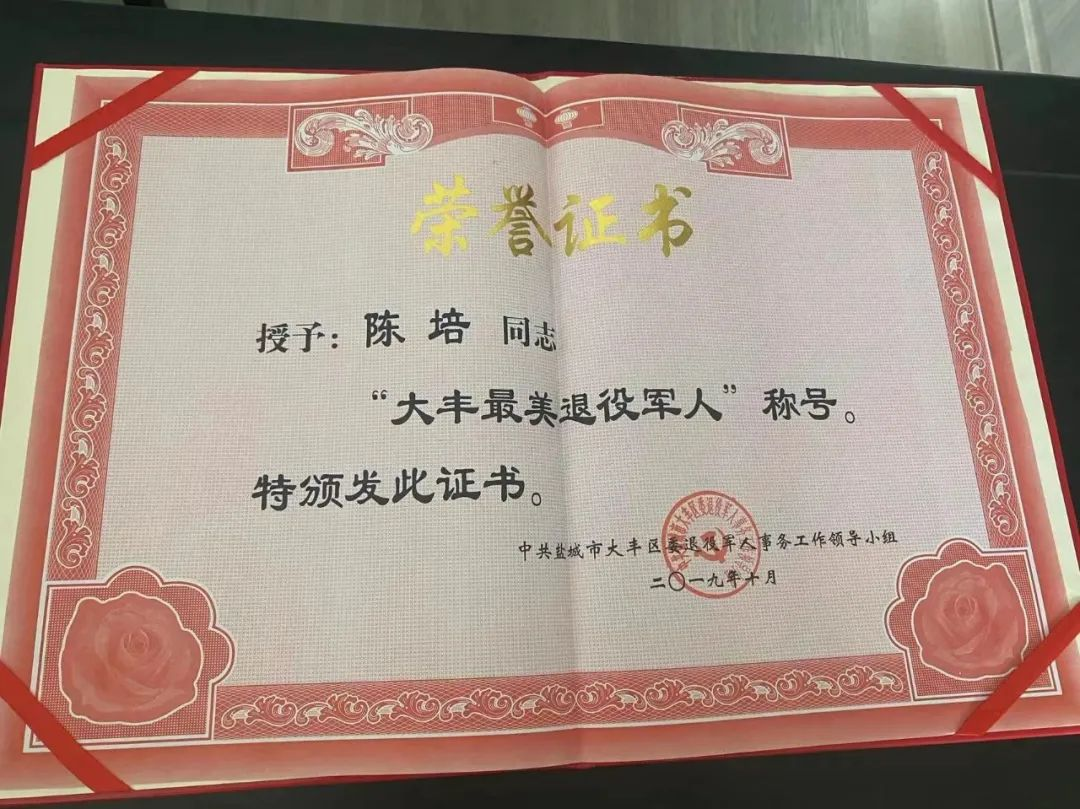 荣誉证书
授予：陈培 同志
“大丰最美退役军人”称号。
特颁发此证书。
中共盐城市大丰区委退役军人事务工作领导小组
二〇一九年十月